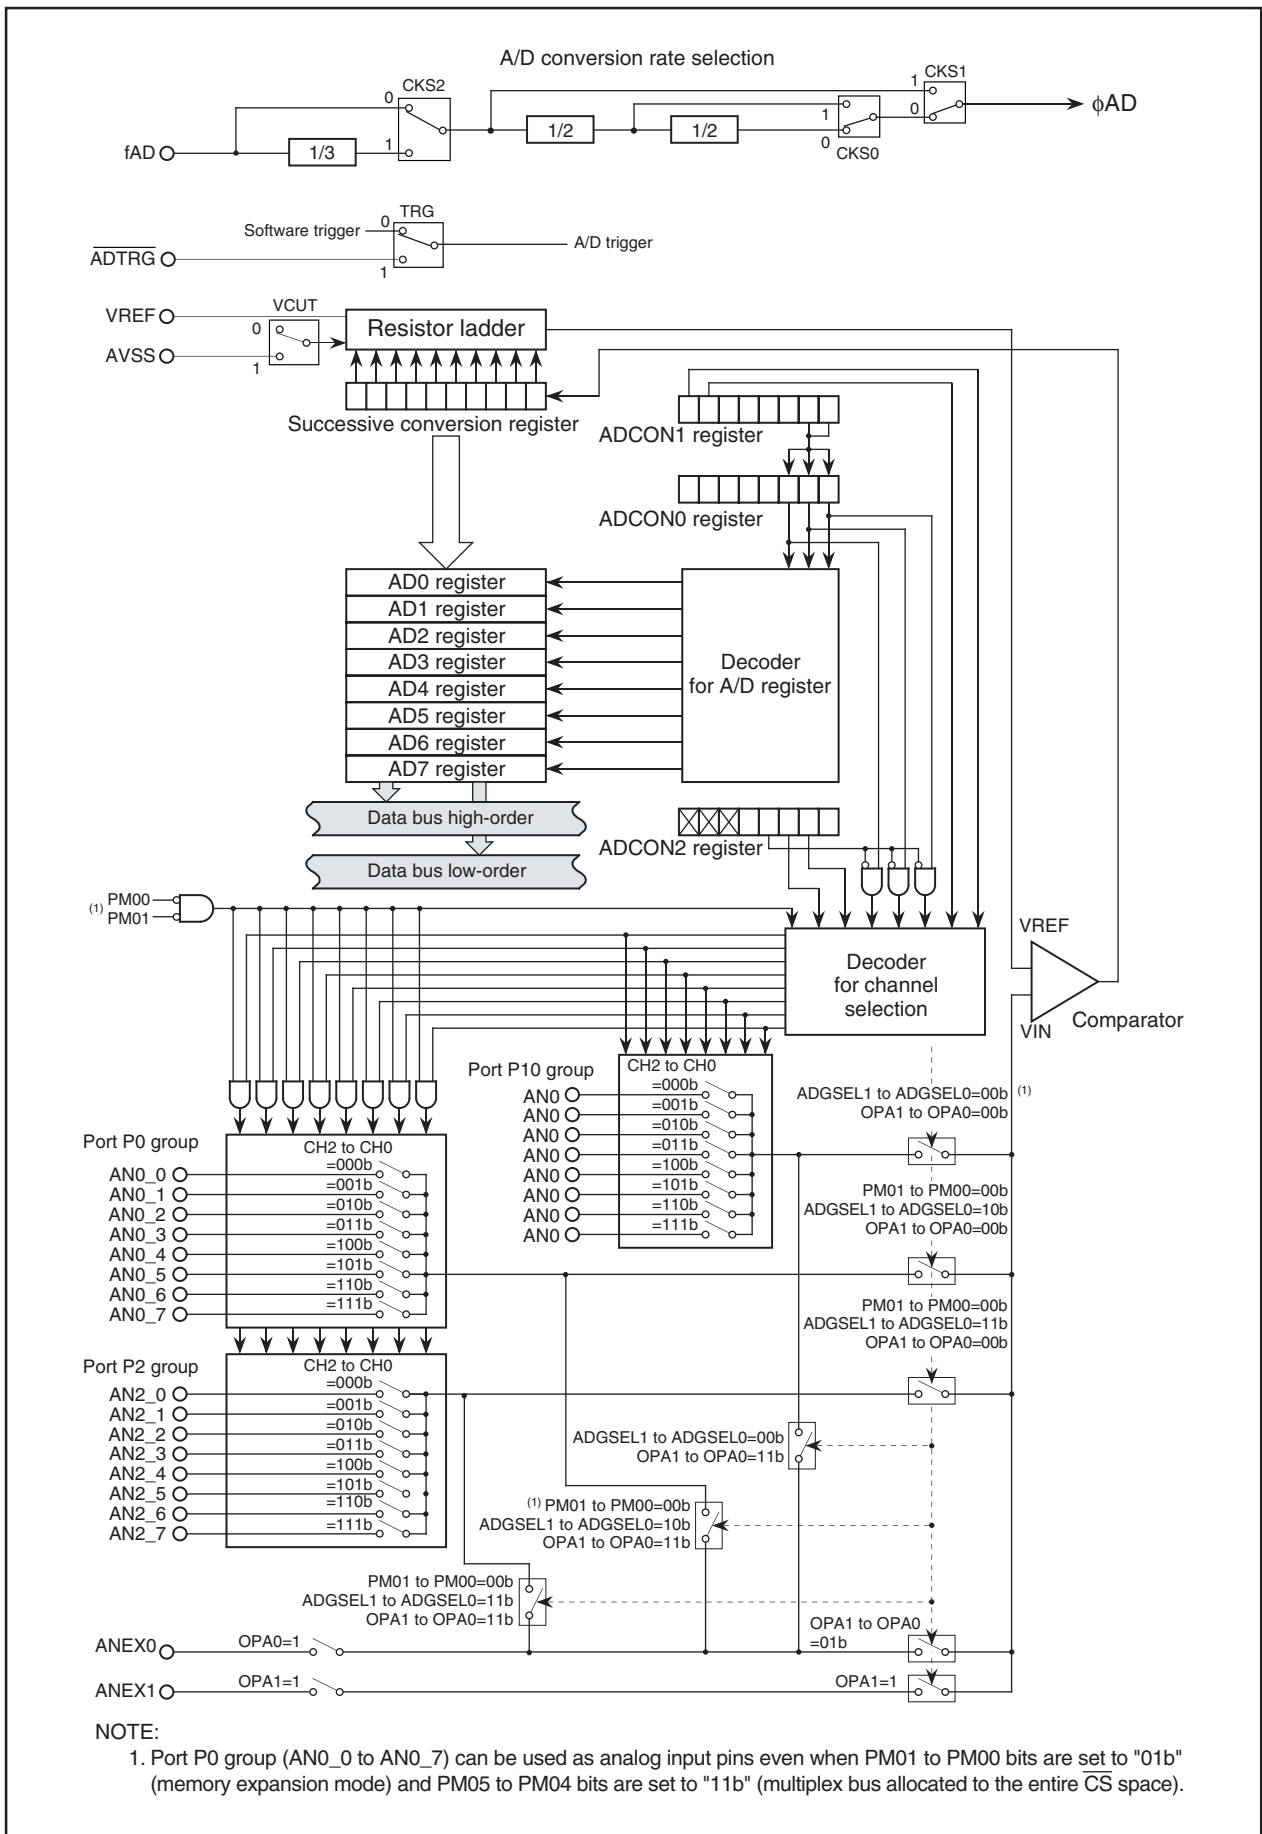 A/D conversion rate selection
CKS2
CKS1
0
1
φAD
1
0
fAD
1/3
1
1/2
1/2
0
CKS0
TRG
Software trigger
0
A/D trigger
ADTRG
1
VREF
VCUT
0
Resistor ladder
AVSS
1
Successive conversion register
ADCON1 register
ADCON0 register
AD0 register
AD1 register
AD2 register
AD3 register
AD4 register
AD5 register
AD6 register
AD7 register
Decoder
for A/D register
Data bus high-order
ADCON2 register
Data bus low-order
(1)
PM00
PM01
Decoder
for channel
selection
VREF
VIN
Comparator
Port P10 group
CH2 to CH0
AN0
=000b
AN0
=001b
AN0
=010b
AN0
=011b
AN0
=100b
AN0
=101b
AN0
=110b
AN0
=111b
ADGSEL1 to ADGSEL0=00b (1)
OPA1 to OPA0=00b
PM01 to PM00=00b
ADGSEL1 to ADGSEL0=10b
OPA1 to OPA0=00b
PM01 to PM00=00b
ADGSEL1 to ADGSEL0=11b
OPA1 to OPA0=00b
Port P0 group
CH2 to CH0
AN0_0
=000b
AN0_1
=001b
AN0_2
=010b
AN0_3
=011b
AN0_4
=100b
AN0_5
=101b
AN0_6
=110b
AN0_7
=111b
Port P2 group
CH2 to CH0
AN2_0
=000b
AN2_1
=001b
AN2_2
=010b
AN2_3
=011b
AN2_4
=100b
AN2_5
=101b
AN2_6
=110b
AN2_7
=111b
ADGSEL1 to ADGSEL0=00b
OPA1 to OPA0=11b
(1) PM01 to PM00=00b
ADGSEL1 to ADGSEL0=10b
OPA1 to OPA0=11b
PM01 to PM00=00b
ADGSEL1 to ADGSEL0=11b
OPA1 to OPA0=11b
ANEX0
OPA0=1
OPA1 to OPA0
=01b
ANEX1
OPA1=1
OPA1=1
NOTE:
1. Port P0 group (AN0_0 to AN0_7) can be used as analog input pins even when PM01 to PM00 bits are set to "01b"
(memory expansion mode) and PM05 to PM04 bits are set to "11b" (multiplex bus allocated to the entire CS space).